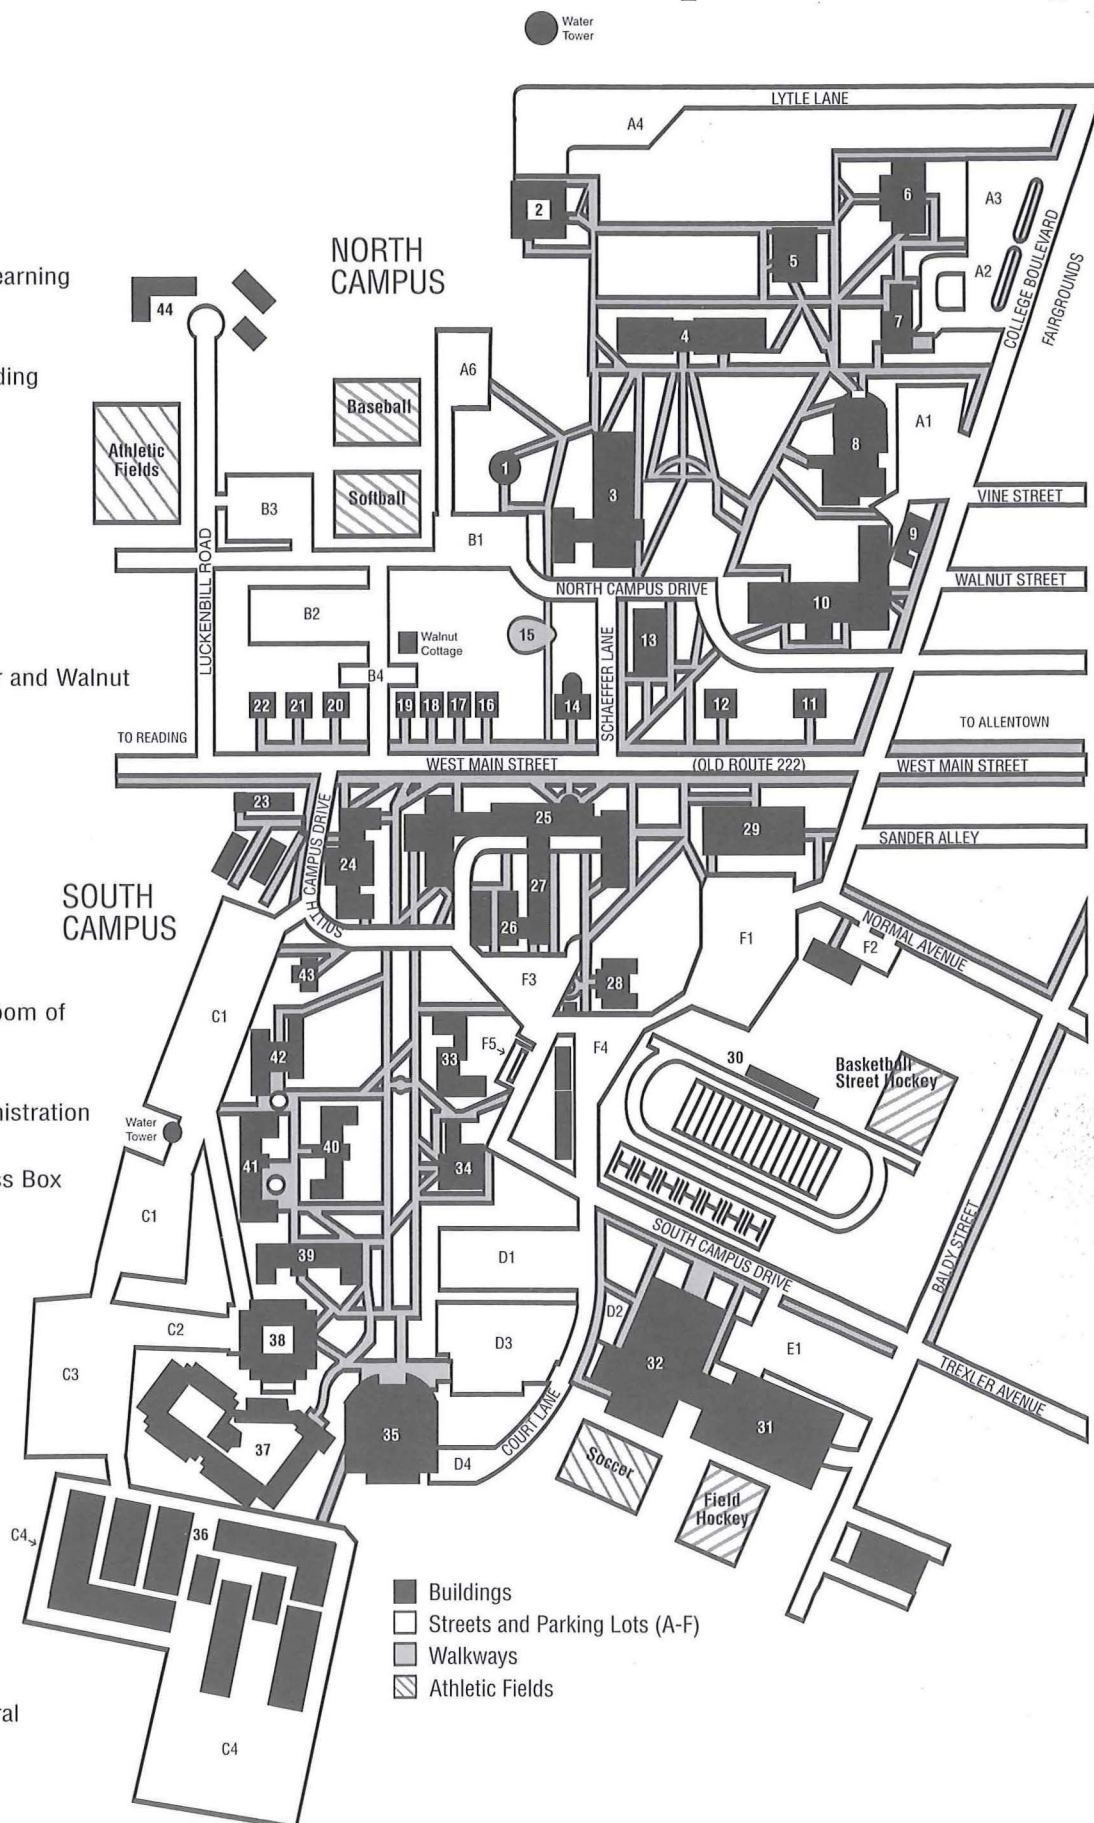 Water
Tower
LYTLE LANE
A4
2
6
A3
NORTH
CAMPUS
5
A2
COLLEGE BOULEVARD
FAIRGROUNDS
earning
44
7
4
ding
A6
Baseball
A1
Athletic
Fields
8
1
3
Softball
VINE STREET
B3
9
B1
LUCKENBILL ROAD
WALNUT STREET
NORTH CAMPUS DRIVE
10
B2
15
Walnut
Cottage
13
SCHAEFFER LANE
r and Walnut
B4
22
21
20
19
18
17
16
14
12
11
TO READING
TO ALLENTOWN
WEST MAIN STREET
(OLD ROUTE 222)
WEST MAIN STREET
23
25
29
SANDER ALLEY
SOUTH CAMPUS DRIVE
24
27
SOUTH
CAMPUS
26
F1
NORMAL AVENUE
F2
43
F3
28
oom of
C1
42
33
F5
F4
30
Basketball
Street Hockey
nistration
Water
Tower
40
41
34
ss Box
C1
SOUTH CAMPUS DRIVE
BALDY STREET
39
D1
D2
C2
38
D3
E1
C3
32
TREXLER AVENUE
COURT LANE
31
37
35
D4
Soccer
Field
Hockey
C4
36
Buildings
Streets and Parking Lots (A-F)
Walkways
Athletic Fields
ral
C4